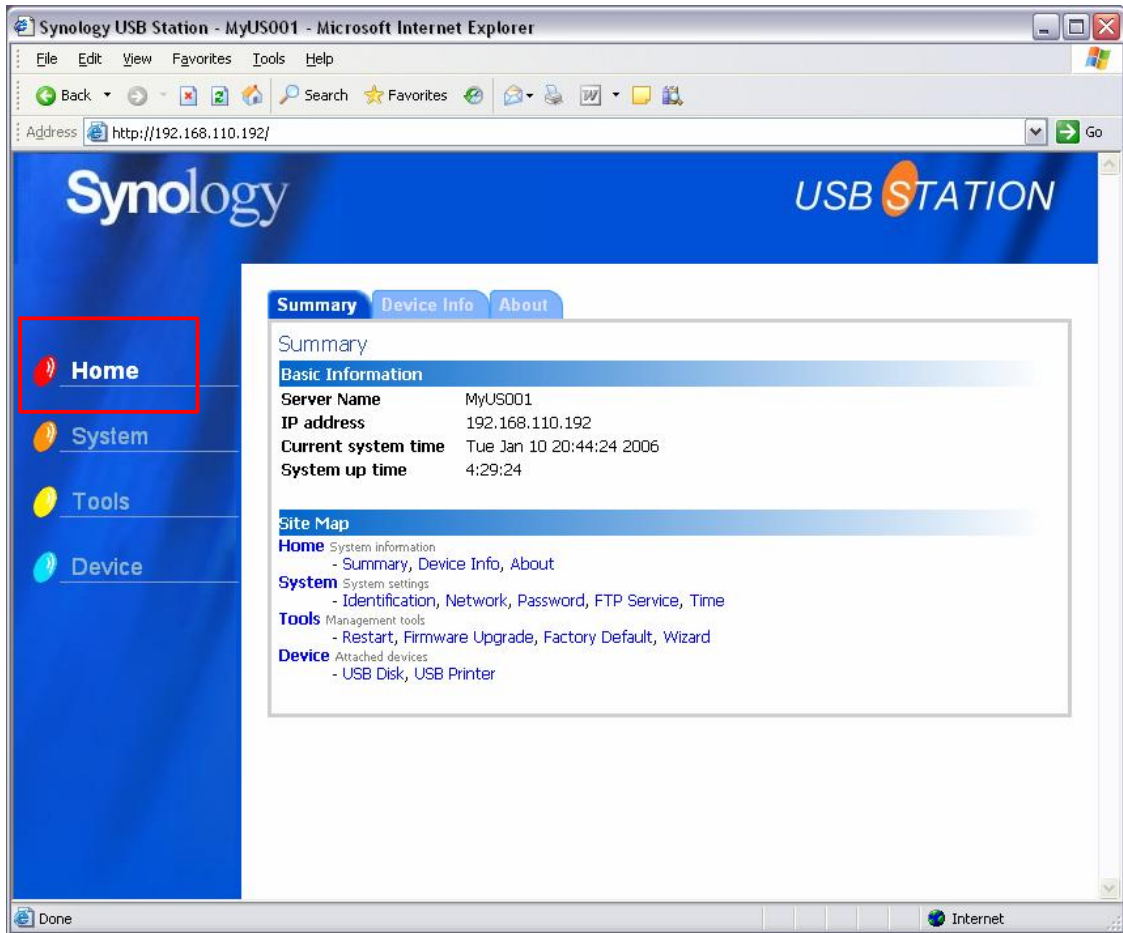 Synology USB Station - MyUS001 - Microsoft Internet Explorer
File Edit View Favorites Tools Help
Back Search Favorites
Address http://192.168.110.192/ Go
Synology USB STATION
Summary Device Info About
Home
System
Tools
Device
Summary
Basic Information
Server Name MyUS001
IP address 192.168.110.192
Current system time Tue Jan 10 20:44:24 2006
System up time 4:29:24
Site Map
Home System information
- Summary, Device Info, About
System System settings
- Identification, Network, Password, FTP Service, Time
Tools Management tools
- Restart, Firmware Upgrade, Factory Default, Wizard
Device Attached devices
- USB Disk, USB Printer
Done Internet